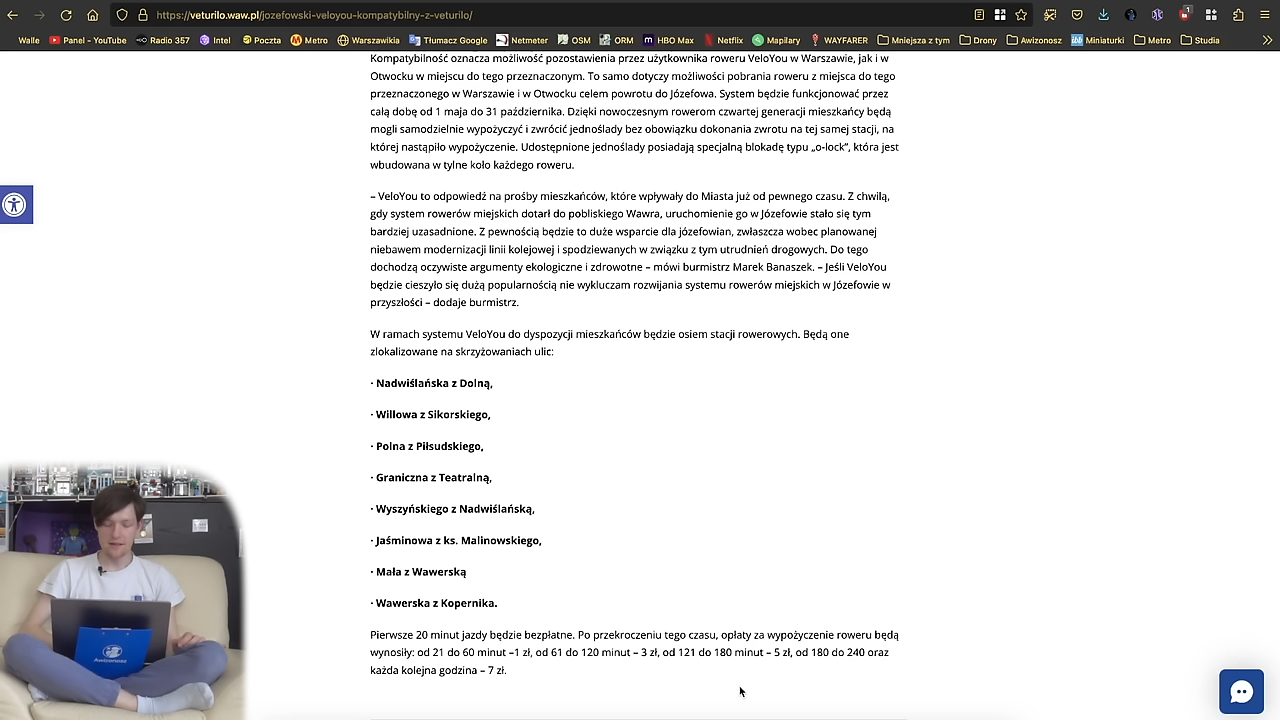 https://veturilo.waw.pl/jozefowski-veloyou-kompatybilny-z-veturilo/
Walle Panel - YouTube Radio 357 Intel Poczta Metro Warszawikia Tłumacz Google Netmeter OSM ORM HBO Max Netflix Mapilary WAYFARER Mniejsza z tym Drony Awizonosz Miniaturki Metro Studia
Kompatybilność oznacza możliwość pozostawienia przez użytkownika roweru VeloYou w Warszawie, jak i w
Otwocku w miejscu do tego przeznaczonym. To samo dotyczy możliwości pobrania roweru z miejsca do tego
przeznaczonego w Warszawie i w Otwocku celem powrotu do Józefowa. System będzie funkcjonować przez
całą dobę od 1 maja do 31 października. Dzięki nowoczesnym rowerom czwartej generacji mieszkańcy będą
mogli samodzielnie wypożyczyć i zwrócić jednoślady bez obowiązku dokonania zwrotu na tej samej stacji, na
której nastąpiło wypożyczenie. Udostępnione jednoślady posiadają specjalną blokadę typu „o-lock”, która jest
wbudowana w tylne koło każdego roweru.
– VeloYou to odpowiedź na prośby mieszkańców, które wpływały do Miasta już od pewnego czasu. Z chwilą,
gdy system rowerów miejskich dotarł do pobliskiego Wawra, uruchomienie go w Józefowie stało się tym
bardziej uzasadnione. Z pewnością będzie to duże wsparcie dla józefowian, zwłaszcza wobec planowanej
niebawem modernizacji linii kolejowej i spodziewanych w związku z tym utrudnień drogowych. Do tego
dochodzą oczywiste argumenty ekologiczne i zdrowotne – mówi burmistrz Marek Banaszek. – Jeśli VeloYou
będzie cieszyło się dużą popularnością nie wykluczam rozwijania systemu rowerów miejskich w Józefowie w
przyszłości – dodaje burmistrz.
W ramach systemu VeloYou do dyspozycji mieszkańców będzie osiem stacji rowerowych. Będą one
zlokalizowane na skrzyżowaniach ulic:
· Nadwiślańska z Dolną,
· Willowa z Sikorskiego,
· Polna z Piłsudskiego,
· Graniczna z Teatralną,
· Wyszyńskiego z Nadwiślańską,
· Jaśminowa z ks. Malinowskiego,
· Mała z Wawerską
· Wawerska z Kopernika.
Pierwsze 20 minut jazdy będzie bezpłatne. Po przekroczeniu tego czasu, opłaty za wypożyczenie roweru będą
wynosiły: od 21 do 60 minut –1 zł, od 61 do 120 minut – 3 zł, od 121 do 180 minut – 5 zł, od 180 do 240 oraz
każda kolejna godzina – 7 zł.
Awizonosz